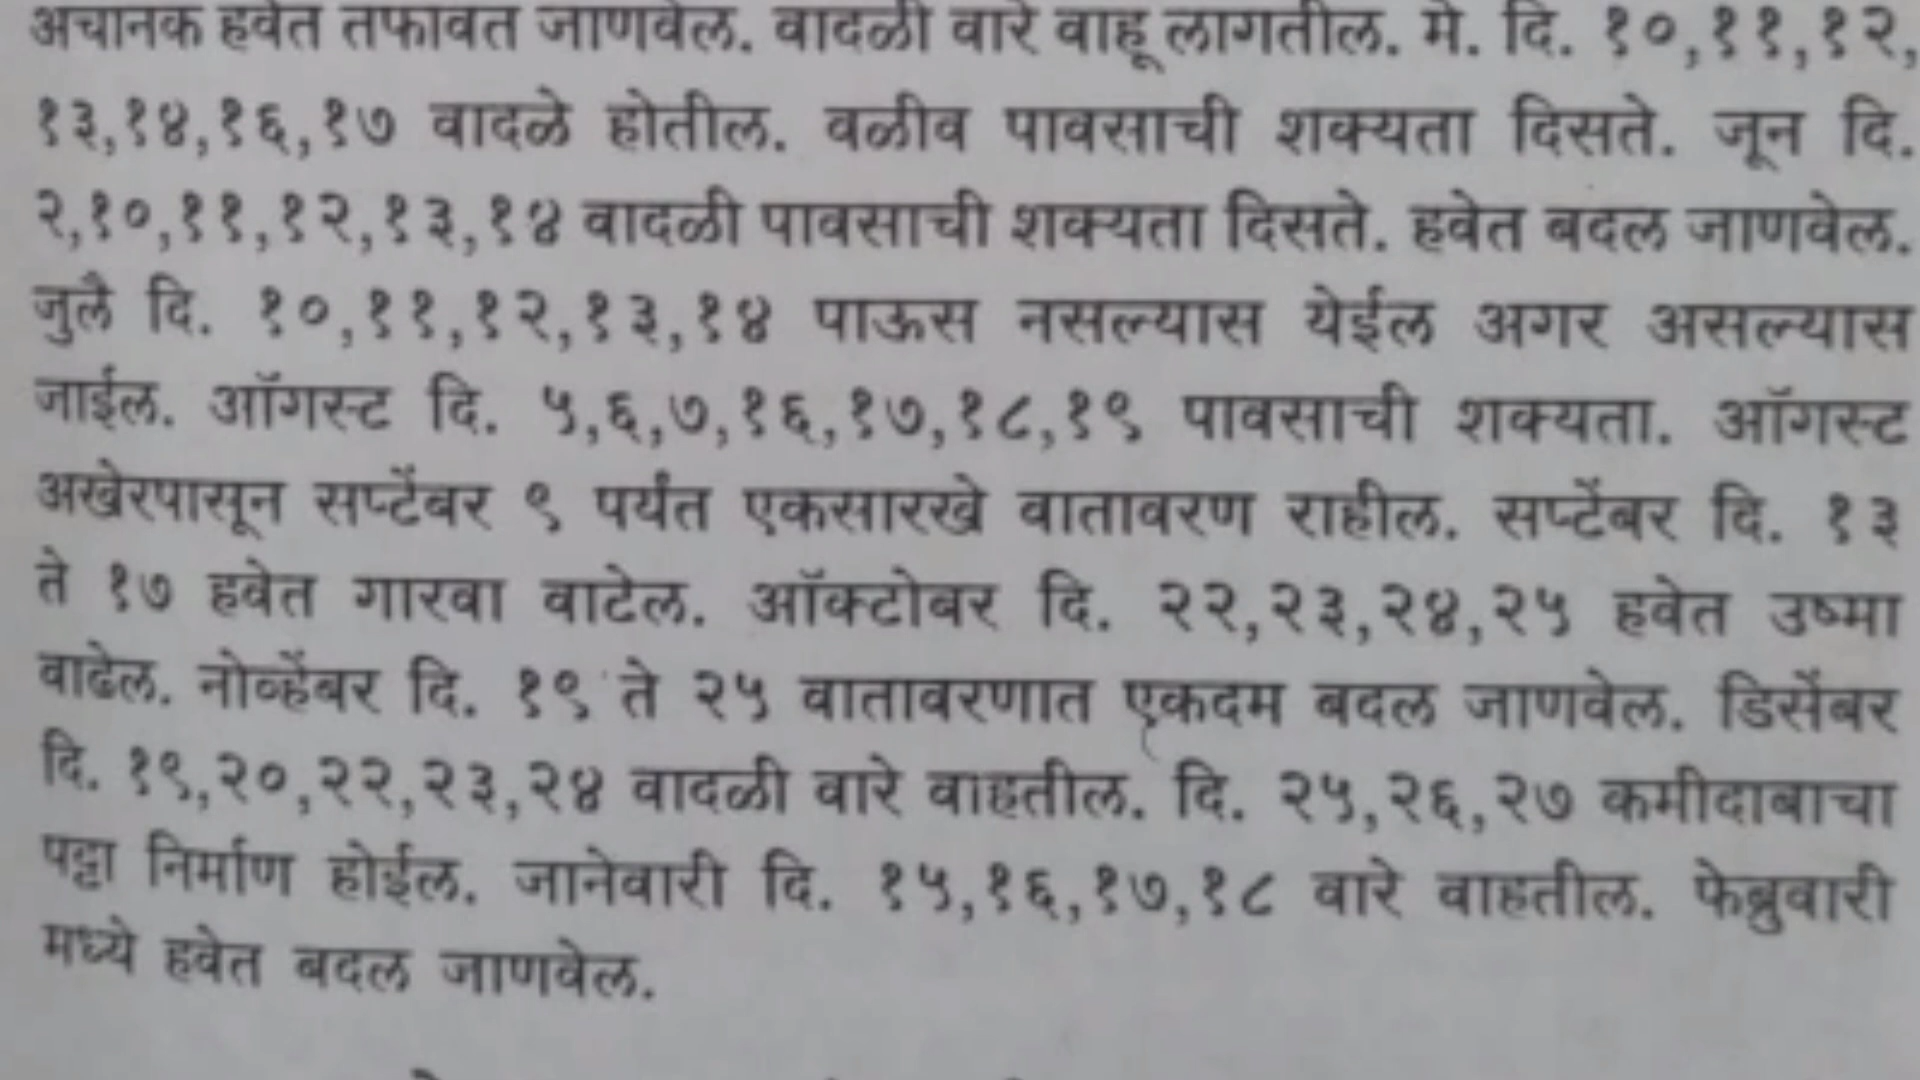 अचानक हवेत तफावत जाणवेल. वादळी वारे वाहू लागतील. मे. दि. १०,११,१२,
१३,१४,१६,१७ वादळे होतील. वळीव पावसाची शक्यता दिसते. जून दि.
२,१०,११,१२,१३,१४ वादळी पावसाची शक्यता दिसते. हवेत बदल जाणवेल.
जुलै दि. १०,११,१२,१३,१४ पाऊस नसल्यास येईल अगर असल्यास
जाईल. ऑगस्ट दि. ५,६,७,१६,१७,१८,१९ पावसाची शक्यता. ऑगस्ट
अखेरपासून सप्टेंबर ९ पर्यंत एकसारखे वातावरण राहील. सप्टेंबर दि. १३
ते १७ हवेत गारवा वाटेल. ऑक्टोबर दि. २२,२३,२४,२५ हवेत उष्मा
वाढेल. नोव्हेंबर दि. १९ ते २५ वातावरणात एकदम बदल जाणवेल. डिसेंबर
दि. १९,२०,२२,२३,२४ वादळी वारे वाहतील. दि. २५,२६,२७ कमीदाबाचा
पट्टा निर्माण होईल. जानेवारी दि. १५,१६,१७,१८ वारे वाहतील. फेब्रुवारी
मध्ये हवेत बदल जाणवेल.